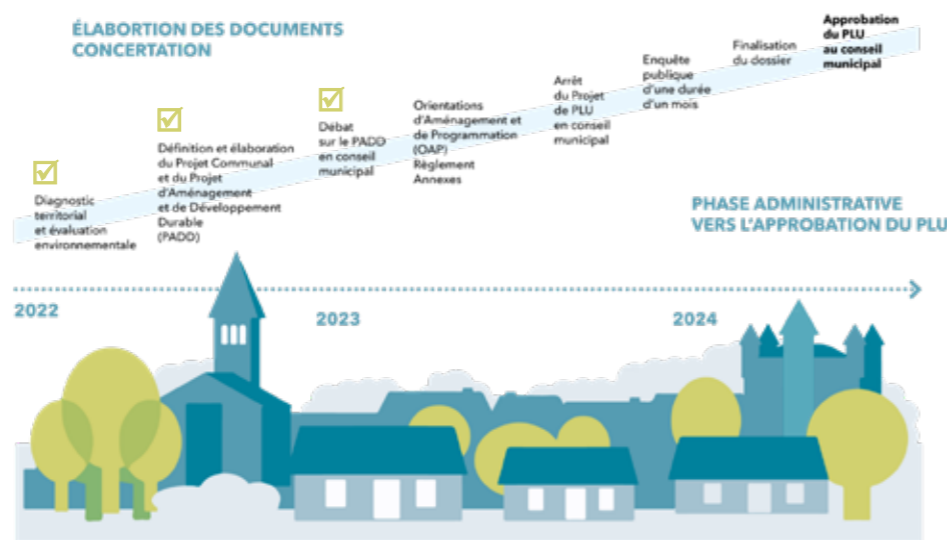 ÉLABORTION DES DOCUMENTS
CONCERTATION
Diagnostic
territorial
et évaluation
environnementale
Définition et élaboration
du Projet Communal
et du Projet
d'Aménagement
et de Développement
Durable
(PADD)
Débat
sur le PADD
en conseil
municipal
Orientations
d'Aménagement et
de Programmation
(OAP)
Règlement
Annexes
Arrêt
du Projet
de PLU
en conseil
municipal
Enquête
publique
d'une durée
d'un mois
Finalisation
du dossier
Approbation
du PLU
au conseil
municipal
PHASE ADMINISTRATIVE
VERS L'APPROBATION DU PLU
2022
2023
2024